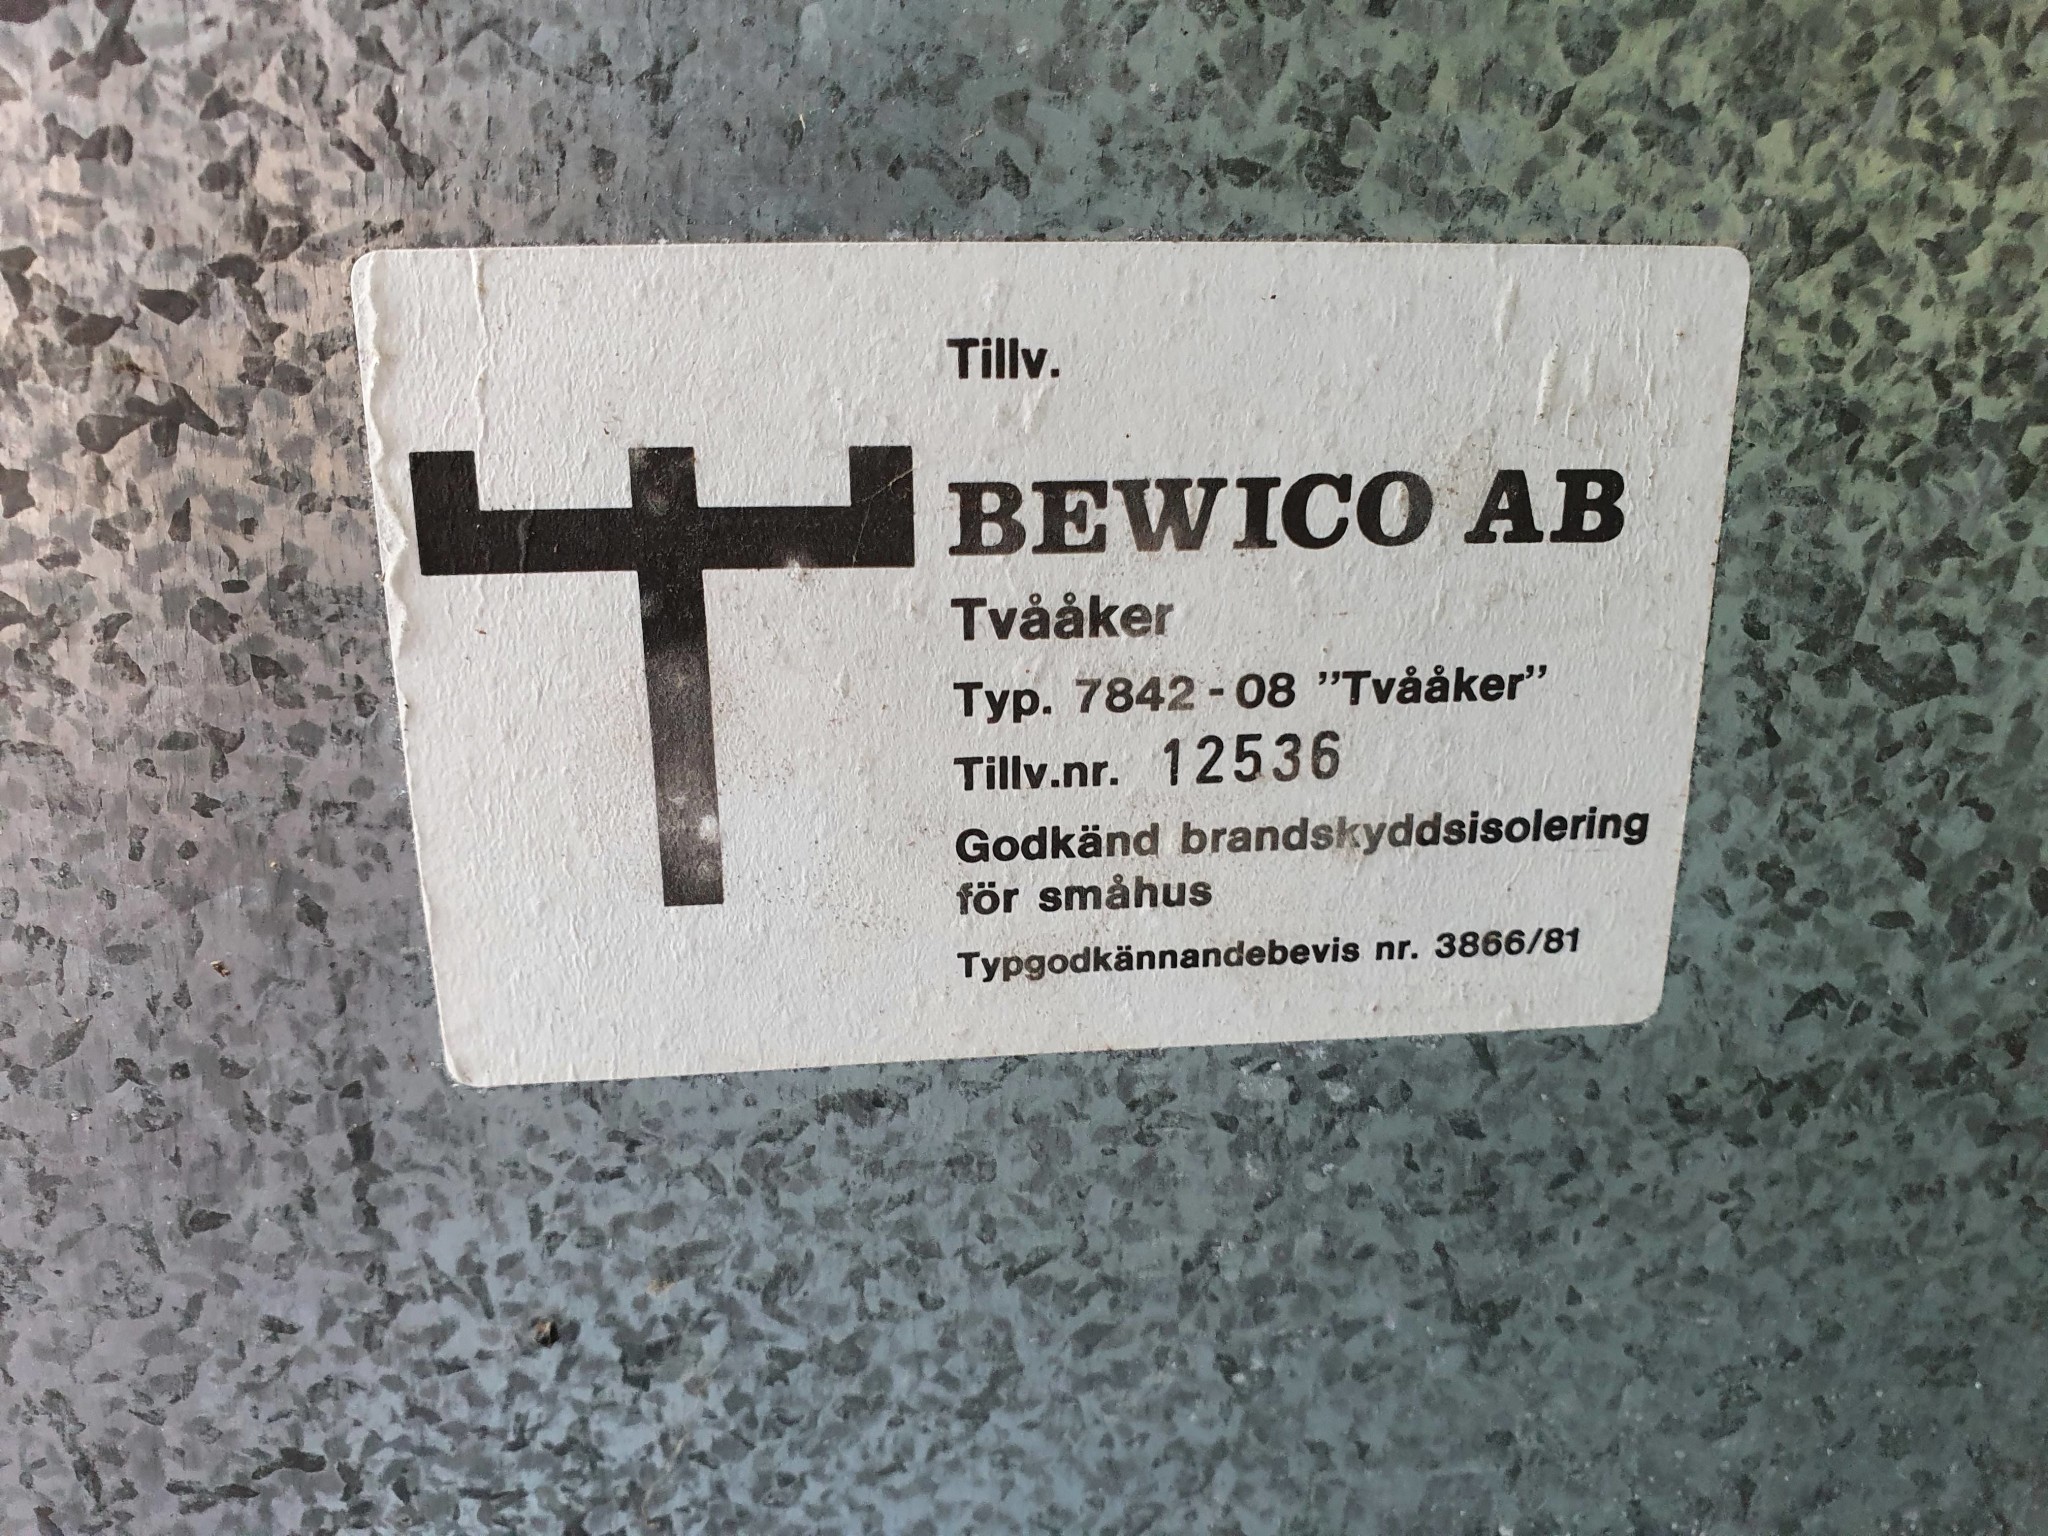 Tillv.
BEWICO AB
Tvååker
Typ. 7842-08 ”Tvååker”
Tillv.nr. 12536
Godkänd brandskyddsisolering
för småhus
Typgodkännandebevis nr. 3866/81